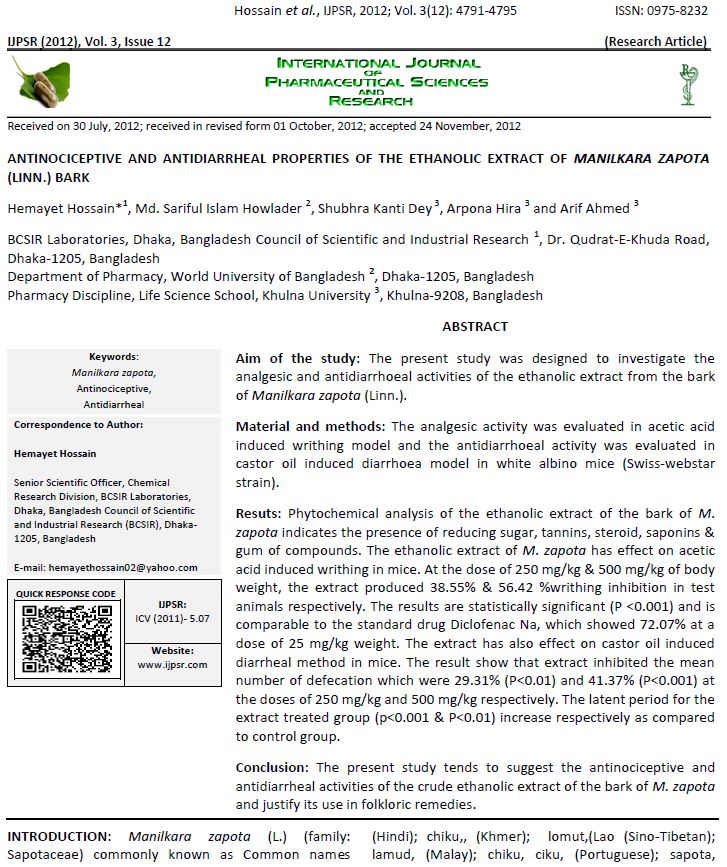 Hossain et al., IJPSR, 2012; Vol. 3(12): 4791-4795 ISSN: 0975-8232
IJPSR (2012), Vol. 3, Issue 12 (Research Article)
INTERNATIONAL JOURNAL
OF
PHARMACEUTICAL SCIENCES
AND
RESEARCH
Received on 30 July, 2012; received in revised form 01 October, 2012; accepted 24 November, 2012
ANTINOCICEPTIVE AND ANTIDIARRHEAL PROPERTIES OF THE ETHANOLIC EXTRACT OF MANILKARA ZAPOTA
(LINN.) BARK
Hemayet Hossain*1, Md. Sariful Islam Howlader 2, Shubhra Kanti Dey 3, Arpona Hira 3 and Arif Ahmed 3
BCSIR Laboratories, Dhaka, Bangladesh Council of Scientific and Industrial Research 1, Dr. Qudrat-E-Khuda Road,
Dhaka-1205, Bangladesh
Department of Pharmacy, World University of Bangladesh 2, Dhaka-1205, Bangladesh
Pharmacy Discipline, Life Science School, Khulna University 3, Khulna-9208, Bangladesh
Keywords:
Manilkara zapota,
Antinociceptive,
Antidiarrheal
Correspondence to Author:
Hemayet Hossain
Senior Scientific Officer, Chemical
Research Division, BCSIR Laboratories,
Dhaka, Bangladesh Council of Scientific
and Industrial Research (BCSIR), Dhaka-
1205, Bangladesh
E-mail: hemayethossain02@yahoo.com
QUICK RESPONSE CODE
IJPSR:
ICV (2011)- 5.07
Website:
www.ijpsr.com
ABSTRACT
Aim of the study: The present study was designed to investigate the
analgesic and antidiarrhoeal activities of the ethanolic extract from the bark
of Manilkara zapota (Linn.).
Material and methods: The analgesic activity was evaluated in acetic acid
induced writhing model and the antidiarrhoeal activity was evaluated in
castor oil induced diarrhoea model in white albino mice (Swiss-webstar
strain).
Resuts: Phytochemical analysis of the ethanolic extract of the bark of M.
zapota indicates the presence of reducing sugar, tannins, steroid, saponins &
gum of compounds. The ethanolic extract of M. zapota has effect on acetic
acid induced writhing in mice. At the dose of 250 mg/kg & 500 mg/kg of body
weight, the extract produced 38.55% & 56.42 %writhing inhibition in test
animals respectively. The results are statistically significant (P <0.001) and is
comparable to the standard drug Diclofenac Na, which showed 72.07% at a
dose of 25 mg/kg weight. The extract has also effect on castor oil induced
diarrheal method in mice. The result show that extract inhibited the mean
number of defecation which were 29.31% (P<0.01) and 41.37% (P<0.001) at
the doses of 250 mg/kg and 500 mg/kg respectively. The latent period for the
extract treated group (p<0.001 & P<0.01) increase respectively as compared
to control group.
Conclusion: The present study tends to suggest the antinociceptive and
antidiarrheal activities of the crude ethanolic extract of the bark of M. zapota
and justify its use in folkloric remedies.
INTRODUCTION: Manilkara zapota (L.) (family:
Sapotaceae) commonly known as Common names
(Hindi); chiku,, (Khmer); lomut,(Lao (Sino-Tibetan);
lamud, (Malay); chiku, ciku, (Portuguese); sapota,